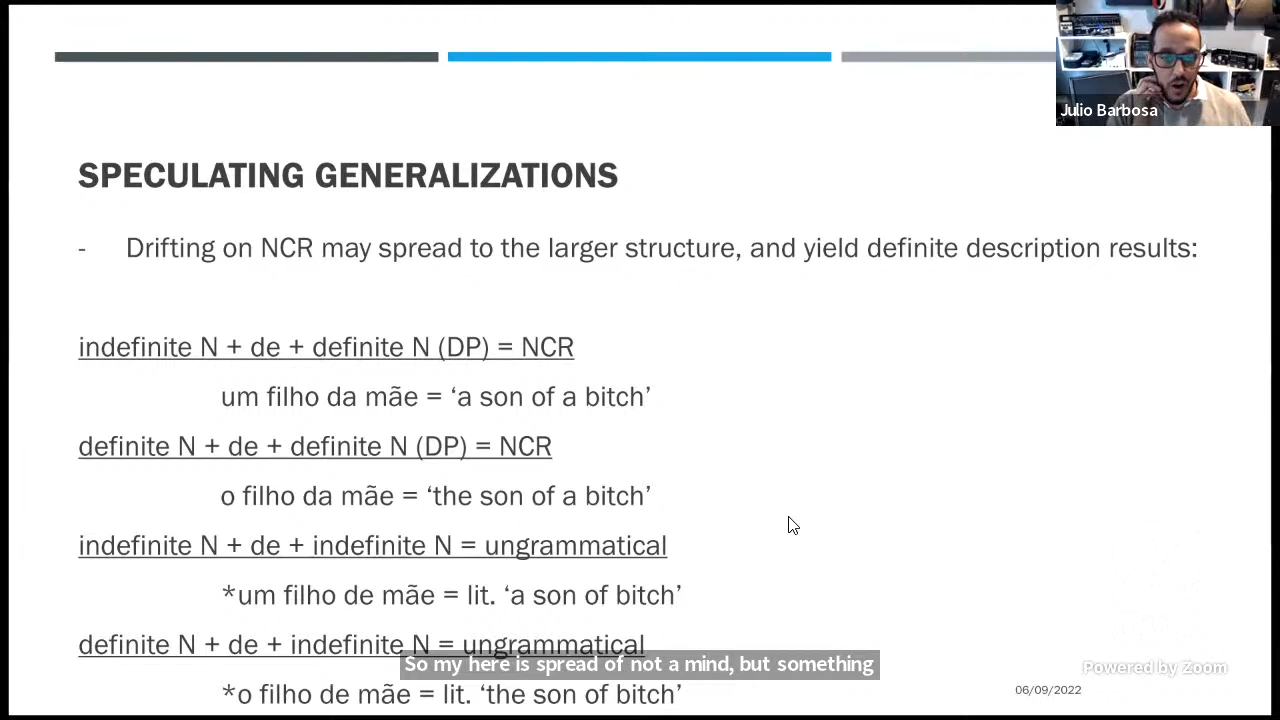 Julio Barbosa
SPECULATING GENERALIZATIONS
- Drifting on NCR may spread to the larger structure, and yield definite description results:
indefinite N + de + definite N (DP) = NCR
um filho da mãe = ‘a son of a bitch’
definite N + de + definite N (DP) = NCR
o filho da mãe = ‘the son of a bitch’
indefinite N + de + indefinite N = ungrammatical
*um filho de mãe = lit. ‘a son of bitch’
definite N + de + indefinite N = ungrammatical
So my here is spread of not a mind, but something
*o filho de mãe = lit. ‘the son of bitch’
Powered by Zoom
06/09/2022